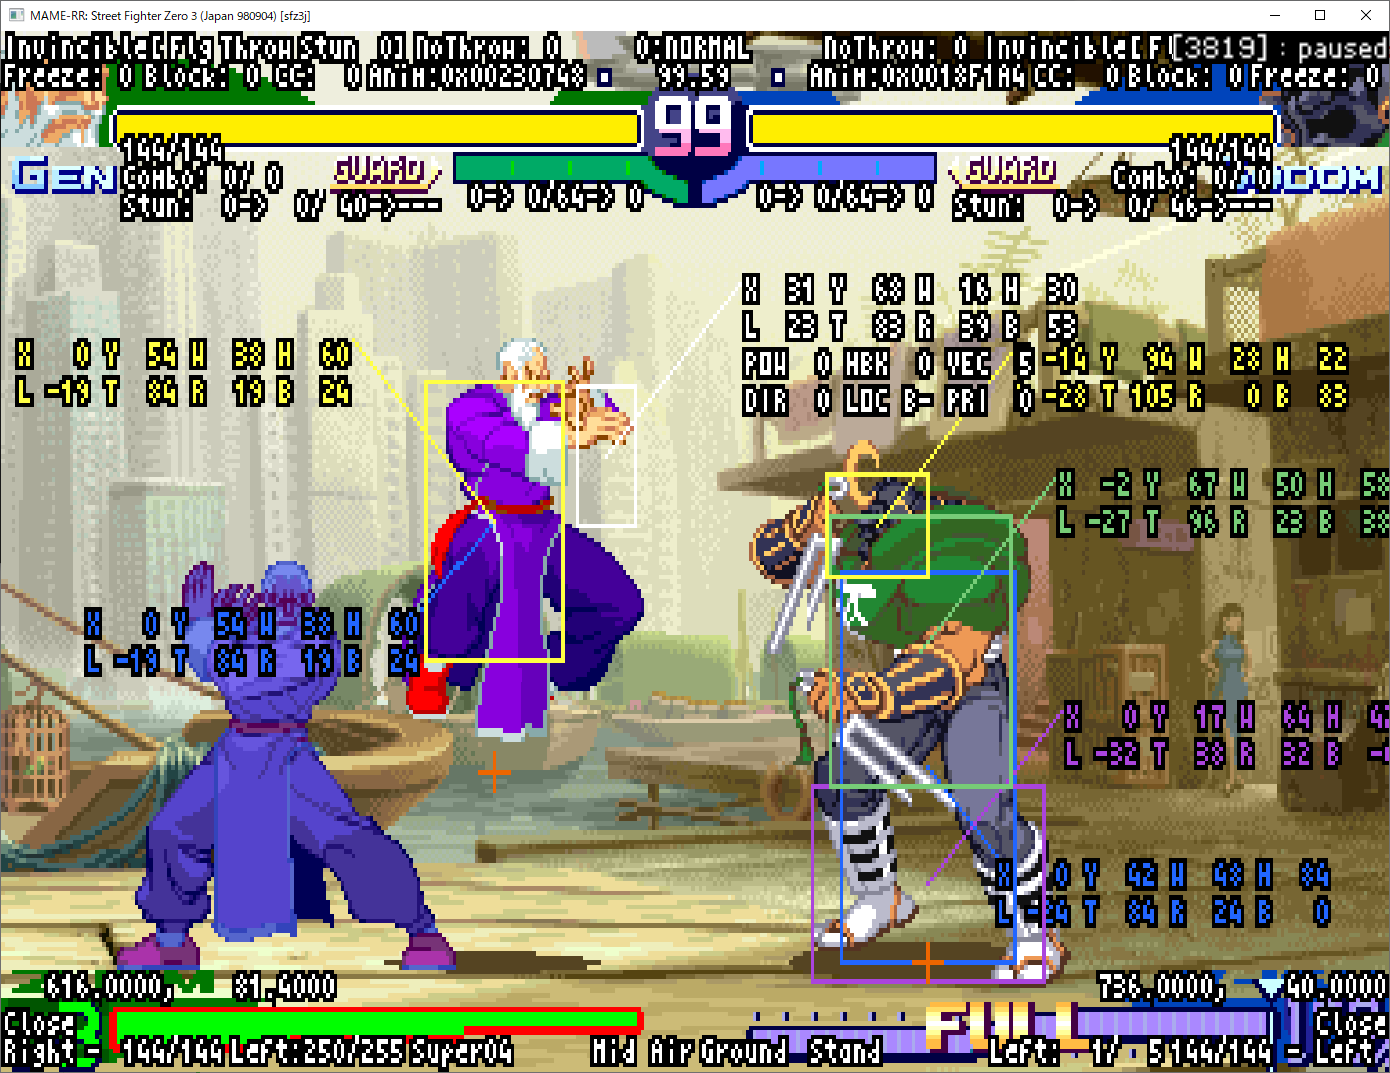 MAME-RR: Street Fighter Zero 3 (Japan 980904) [sfz3j]
Invincible[Flg Throw|Stun 0] NoThrow: 0 0:NORMAL NoThrow: 0 Invincible[Fl [3819] : paused
Freeze: 0 Block: 0 CC: 0 Anim:0x00230748 99:59 Anim:0x0018F1A4 CC: 0 Block: 0 Freeze: 0
99
144/144 144/144
GEN GUARD GUARD
Combo: 0/ 0 Combo: 0/ 0
Stun: 0-> 0/ 40->--- 0-> 0/64-> 0 0-> 0/64-> 0 Stun: 0-> 0/ 46->---
X 31 Y 68 W 16 H 30
L 23 T 83 R 39 B 53
X 0 Y 54 W 38 H 60
L -19 T 84 R 19 B 24
POW 0 HBK 0 VEC 5
DIR 0 LOC B- PRI 0
-14 Y 94 W 28 H 22
-28 T 105 R 0 B 83
X -2 Y 67 W 50 H 58
L -27 T 96 R 23 B 38
X 0 Y 54 W 38 H 60
L -19 T 84 R 19 B 24
X 0 Y 17 W 64 H
L -32 T 38 R 32 B
X 0 Y 42 W 48 H 84
L -24 T 84 R 24 B 0
616.0000, 81.4000 736.0000, 40.0000
Close FULL Close
Right 144/144 Left:250/255 Super04 Mid Air Ground Stand Left: 1/ 5 144/144 - Left/